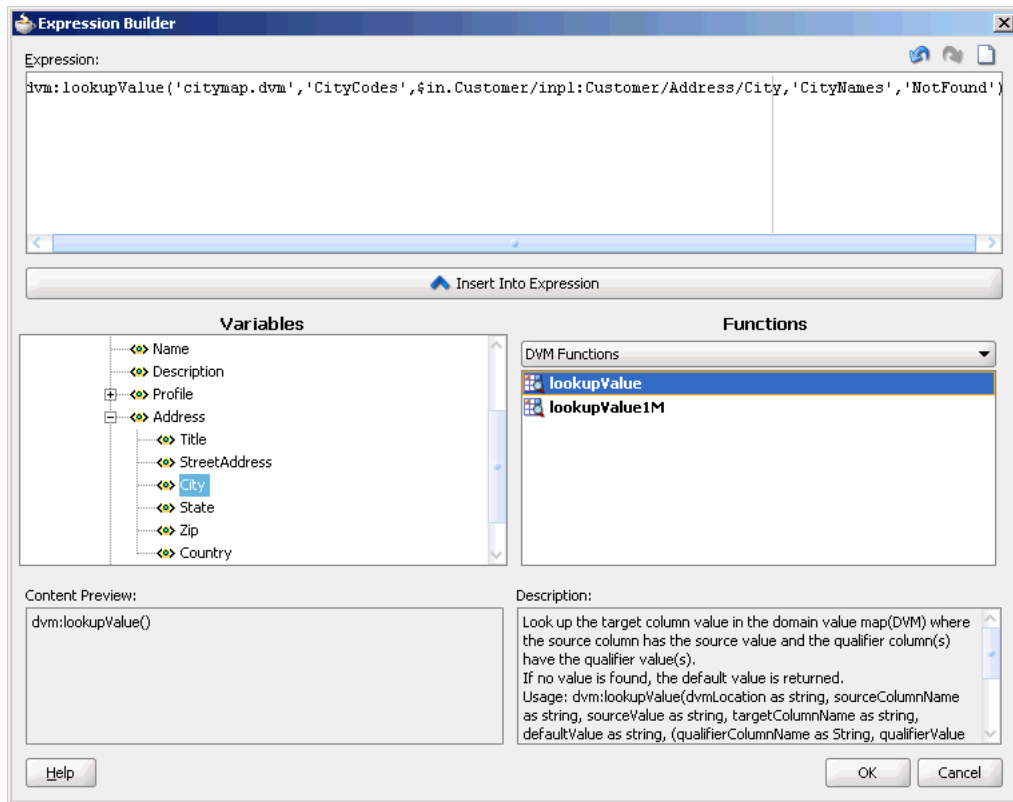 Expression Builder
Expression:
dvm:lookupValue('citymap.dvm','CityCodes',$in.Customer/inp1:Customer/Address/City,'CityNames','NotFound')
Insert Into Expression
Variables
Name
Description
Profile
Address
Title
StreetAddress
City
State
Zip
Country
Functions
DVM Functions
lookupValue
lookupValue1M
Content Preview:
dvm:lookupValue()
Description:
Look up the target column value in the domain value map(DVM) where
the source column has the source value and the qualifier column(s)
have the qualifier value(s).
If no value is found, the default value is returned.
Usage: dvm:lookupValue(dvmLocation as string, sourceColumnName
as string, sourceValue as string, targetColumnName as string,
defaultValue as string, (qualifierColumnName as String, qualifierValue
Help
OK
Cancel